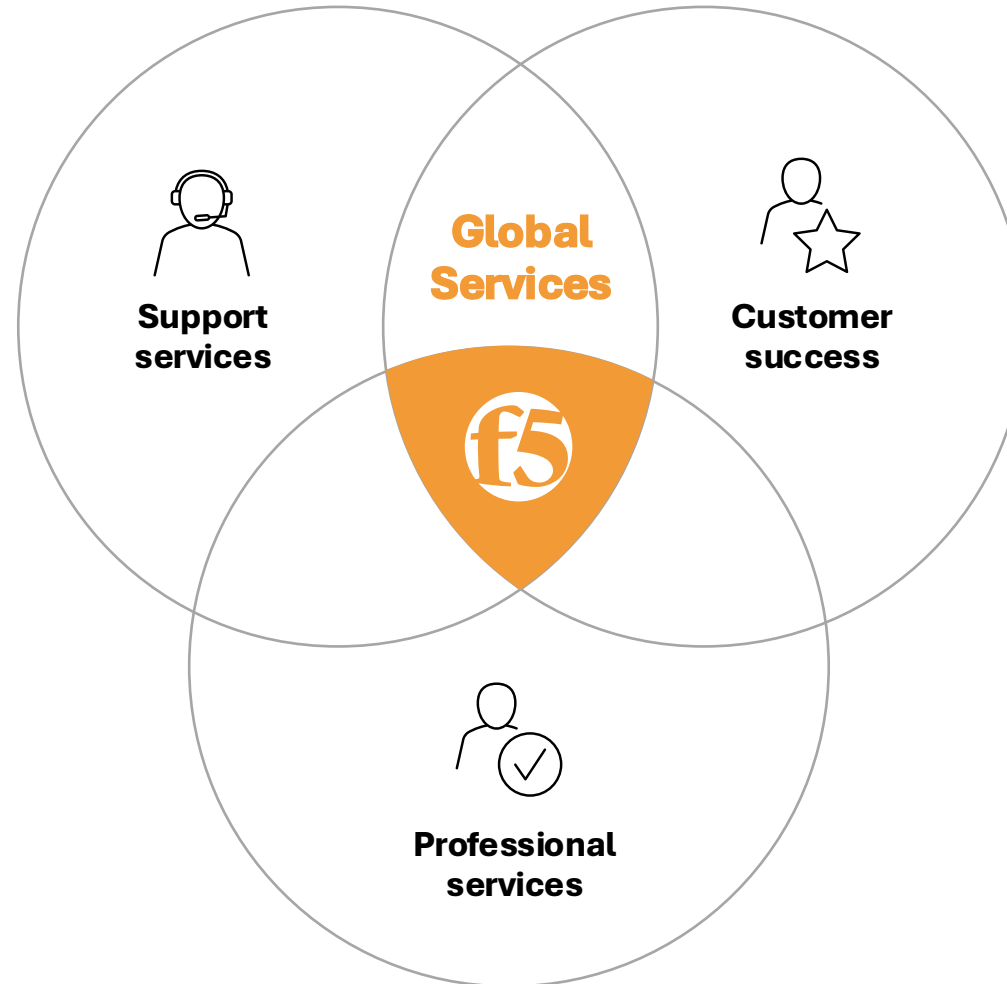 Global
Services
Support
services
Customer
success
f5
Professional
services